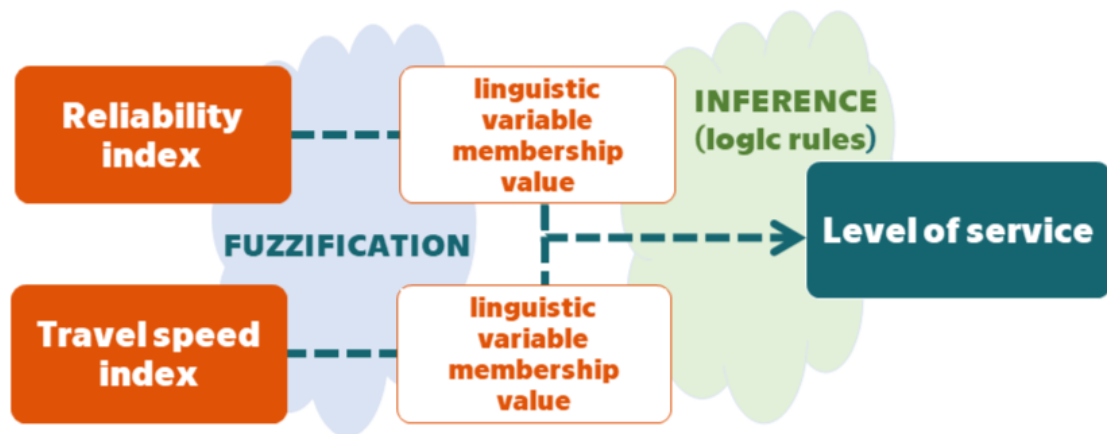 Reliability
index
linguistic
variable
membership
value
INFERENCE
(logic rules)
FUZZIFICATION
Level of service
Travel speed
index
linguistic
variable
membership
value